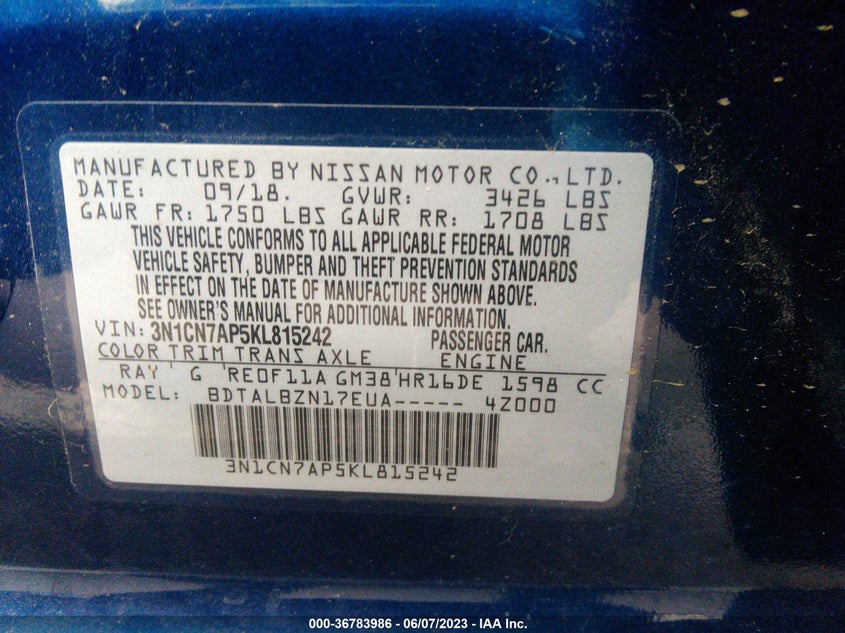 MANUFACTURED BY NISSAN MOTOR CO., LTD.
DATE: 09/18. GVWR: 3426 LBS
GAWR FR: 1750 LBS GAWR RR: 1708 LBS
THIS VEHICLE CONFORMS TO ALL APPLICABLE FEDERAL MOTOR
VEHICLE SAFETY, BUMPER AND THEFT PREVENTION STANDARDS
IN EFFECT ON THE DATE OF MANUFACTURE SHOWN ABOVE.
SEE OWNER'S MANUAL FOR ADDITIONAL INFORMATION.
VIN: 3N1CN7AP5KL815242 PASSENGER CAR.
COLOR TRIM TRANS AXLE ENGINE
RAY ' G 'RE0F11A GM38'HR16DE 1598 CC
MODEL: BDTALBZN17EUA----- 4Z000
3N1CN7AP5KL815242
000-36783986 - 06/07/2023 - IAA Inc.